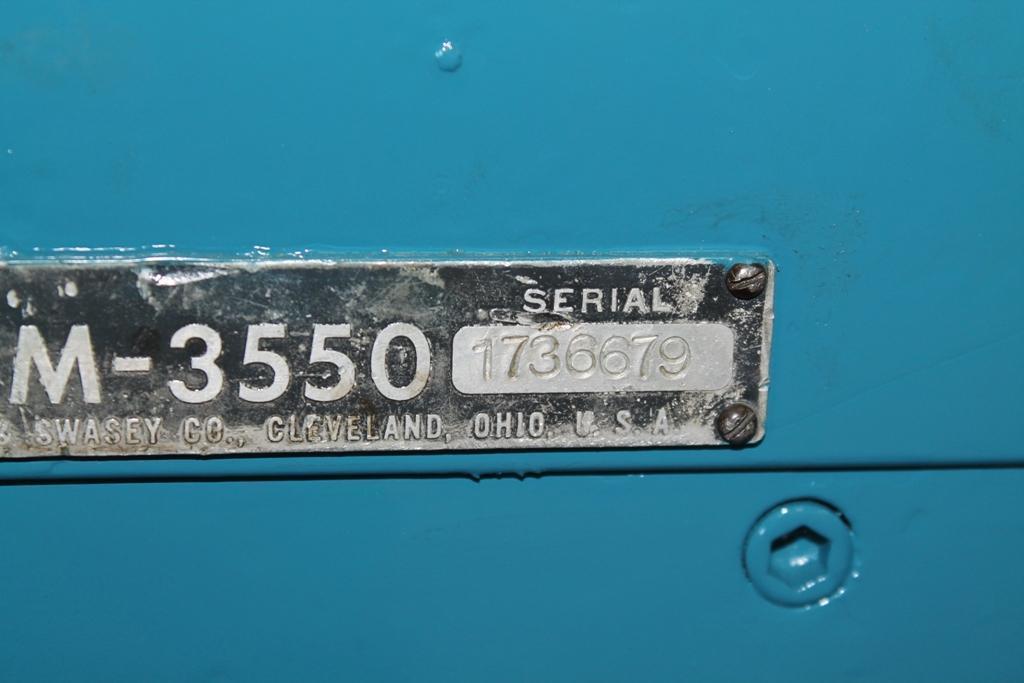 SERIAL
M-3550 1736679
& SWASEY CO., CLEVELAND, OHIO, U.S.A.